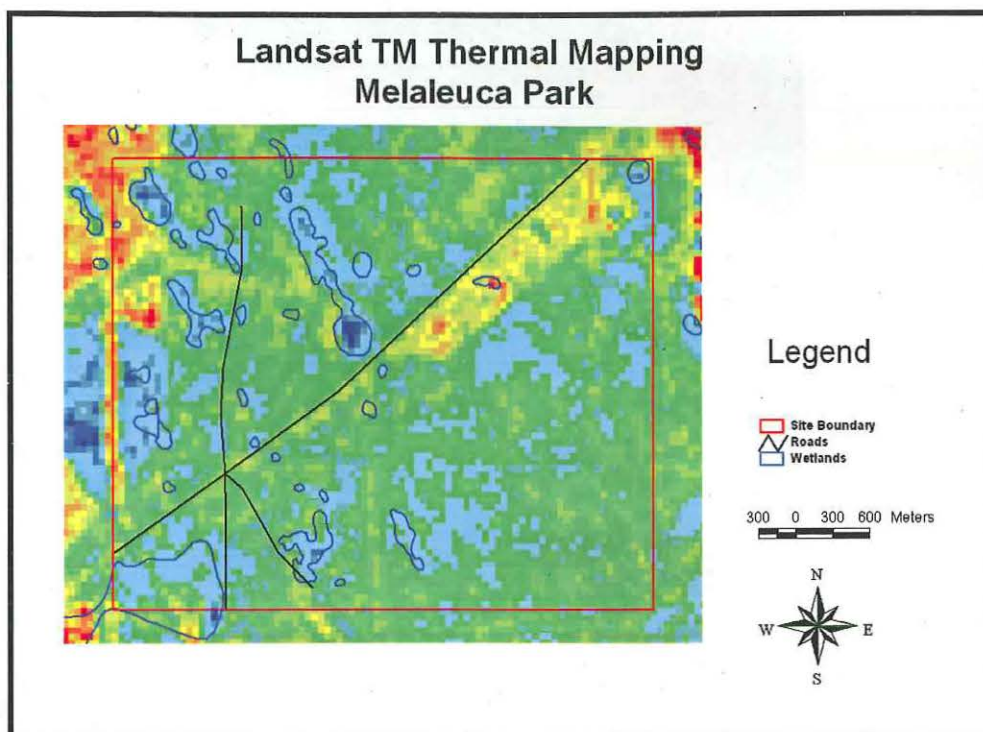 Landsat TM Thermal Mapping
Melaleuca Park
Legend
Site Boundary
Roads
Wetlands
300 0 300 600 Meters
N
W E
S